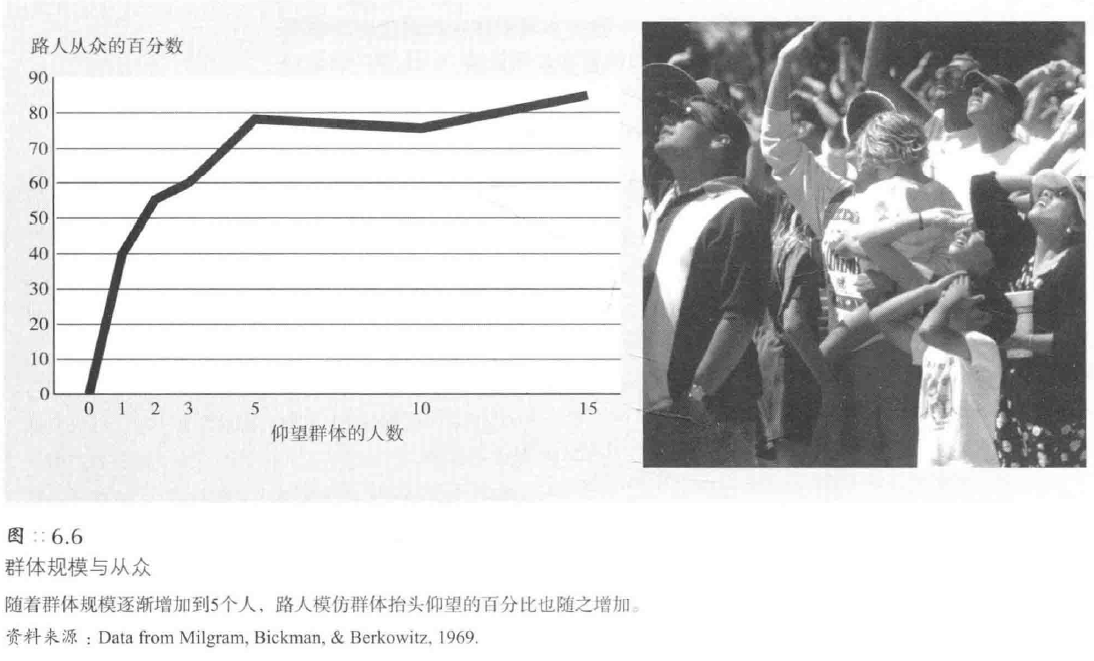 路人从众的百分数
90
80
70
60
50
40
30
20
10
0
0 1 2 3 5 10 15
仰望群体的人数
图::6.6
群体规模与从众
随着群体规模逐渐增加到5个人，路人模仿群体抬头仰望的百分比也随之增加。
资料来源：Data from Milgram, Bickman, & Berkowitz, 1969.